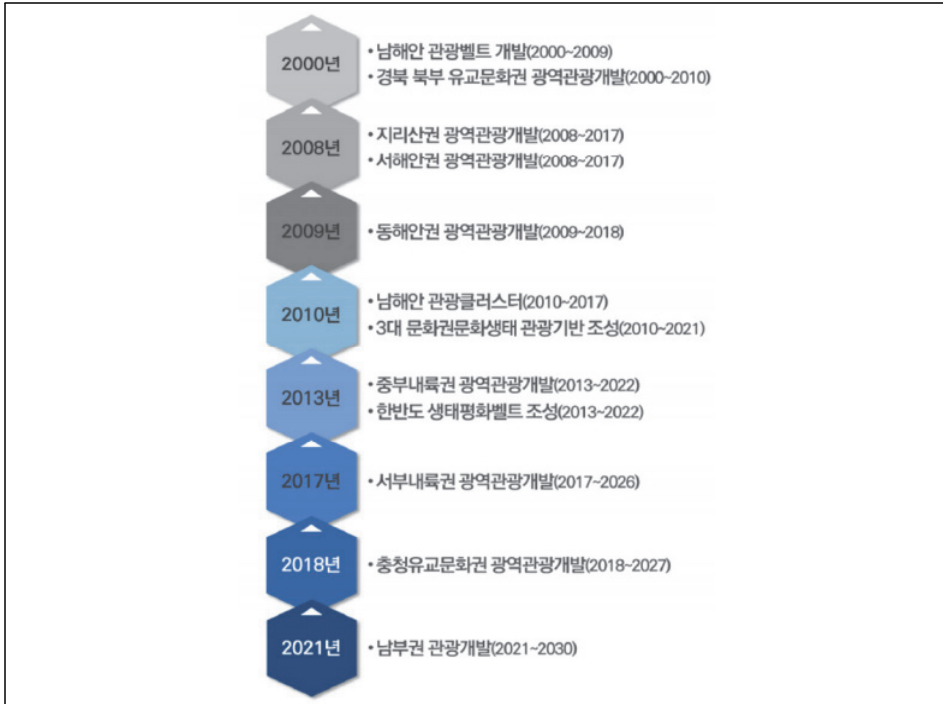 2000년
• 남해안 관광벨트 개발(2000~2009)
• 경북 북부 유교문화권 광역관광개발(2000~2010)
2008년
• 지리산권 광역관광개발(2008~2017)
• 서해안권 광역관광개발(2008~2017)
2009년
• 동해안권 광역관광개발(2009~2018)
2010년
• 남해안 관광클러스터(2010~2017)
• 3대 문화권문화생태 관광기반 조성(2010~2021)
2013년
• 중부내륙권 광역관광개발(2013~2022)
• 한반도 생태평화벨트 조성(2013~2022)
2017년
• 서부내륙권 광역관광개발(2017~2026)
2018년
• 충청유교문화권 광역관광개발(2018~2027)
2021년
• 남부권 관광개발(2021~2030)